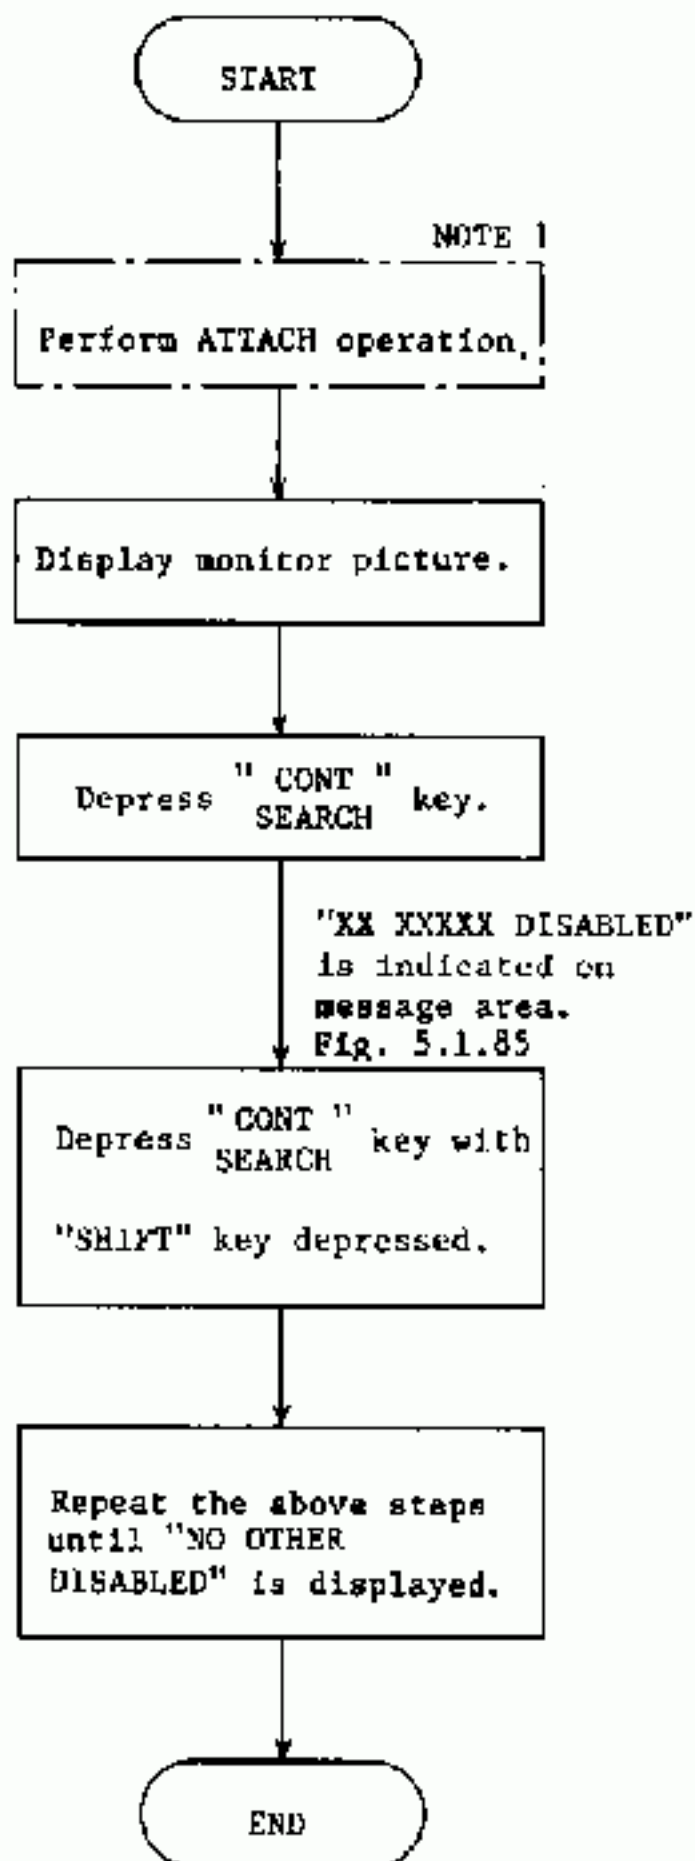 START
NOTE 1
Perform ATTACH operation.
Display monitor picture.
Depress "CONT SEARCH" key.
"XX XXXXX DISABLED"
is indicated on
message area.
Fig. 5.1.85
Depress "CONT SEARCH" key with
"SHIFT" key depressed.
Repeat the above steps
until "NO OTHER
DISABLED" is displayed.
END